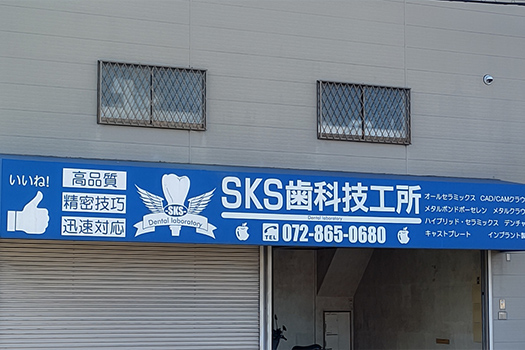 いいね!
高品質
精密技巧
迅速対応
SKS
Dental laboratory
SKS歯科技工所
Dental laboratory
TEL 072-865-0680
オールセラミックス CAD/CAMクラウ
メタルボンドポーセレン メタルクラウ
ハイブリッド・セラミックス デンチャ
キャストプレート インプラント製